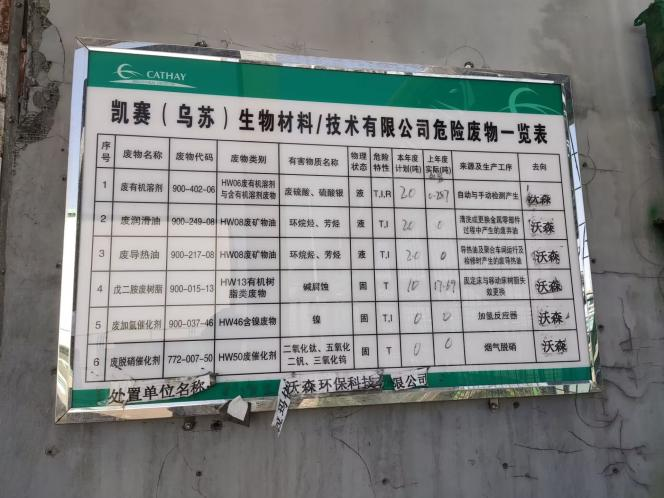 CATHAY
凯赛（乌苏）生物材料/技术有限公司危险废物一览表
序号 废物名称 废物代码 废物类别 有害物质名称 物理状态 危险特性 本年度计划(吨) 上年度实际(吨) 来源及生产工序 去向
1 废有机溶剂 900-402-06 HW06废有机溶剂与含有机溶剂废物 废硫酸、硫酸银 液 T,I,R 20 自动与手动检测产生 沃森
2 废润滑油 900-249-08 HW08废矿物油 环烷烃、芳烃 液 T,I 20 0 清洗或更换金属零部件过程中产生的废弃油 沃森
3 废导热油 900-217-08 HW08废矿物油 环烷烃、芳烃 液 T,I 20 0 导热油及聚合车间运行及检修时产生的废导热油 沃森
4 戊二胺废树脂 900-015-13 HW13有机树脂类废物 碱腐蚀 固 T 10 17.69 固定床与移动床树脂失效更换 沃森
5 废加氢催化剂 900-037-46 HW46含镍废物 镍 固 T,I 0 0 加氢反应器 沃森
6 废脱硝催化剂 772-007-50 HW50废催化剂 二氧化钛、五氧化二钒、三氧化钨 固 T 0 0 烟气脱硝 沃森
处置单位名称 沃森环保科技有限公司